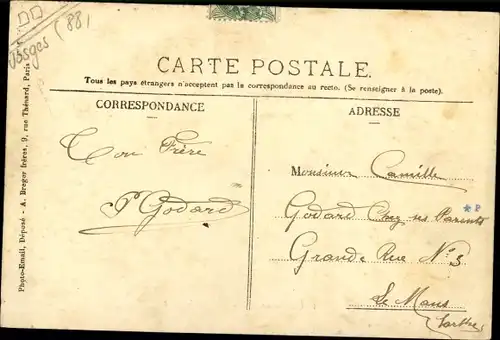 Vosges (88)
CARTE POSTALE.
Tous les pays étrangers n'acceptent pas la correspondance au recto. (Se renseigner à la poste).
CORRESPONDANCE
Ton Frère
P Godard
ADRESSE
Monsieur Camille
Godard Chez ses Parents
Grande Rue N° 3
Le Mans
(Sarthe)
Photo-Email, Déposé - A. Breger frères, 9, rue Thénard, Paris